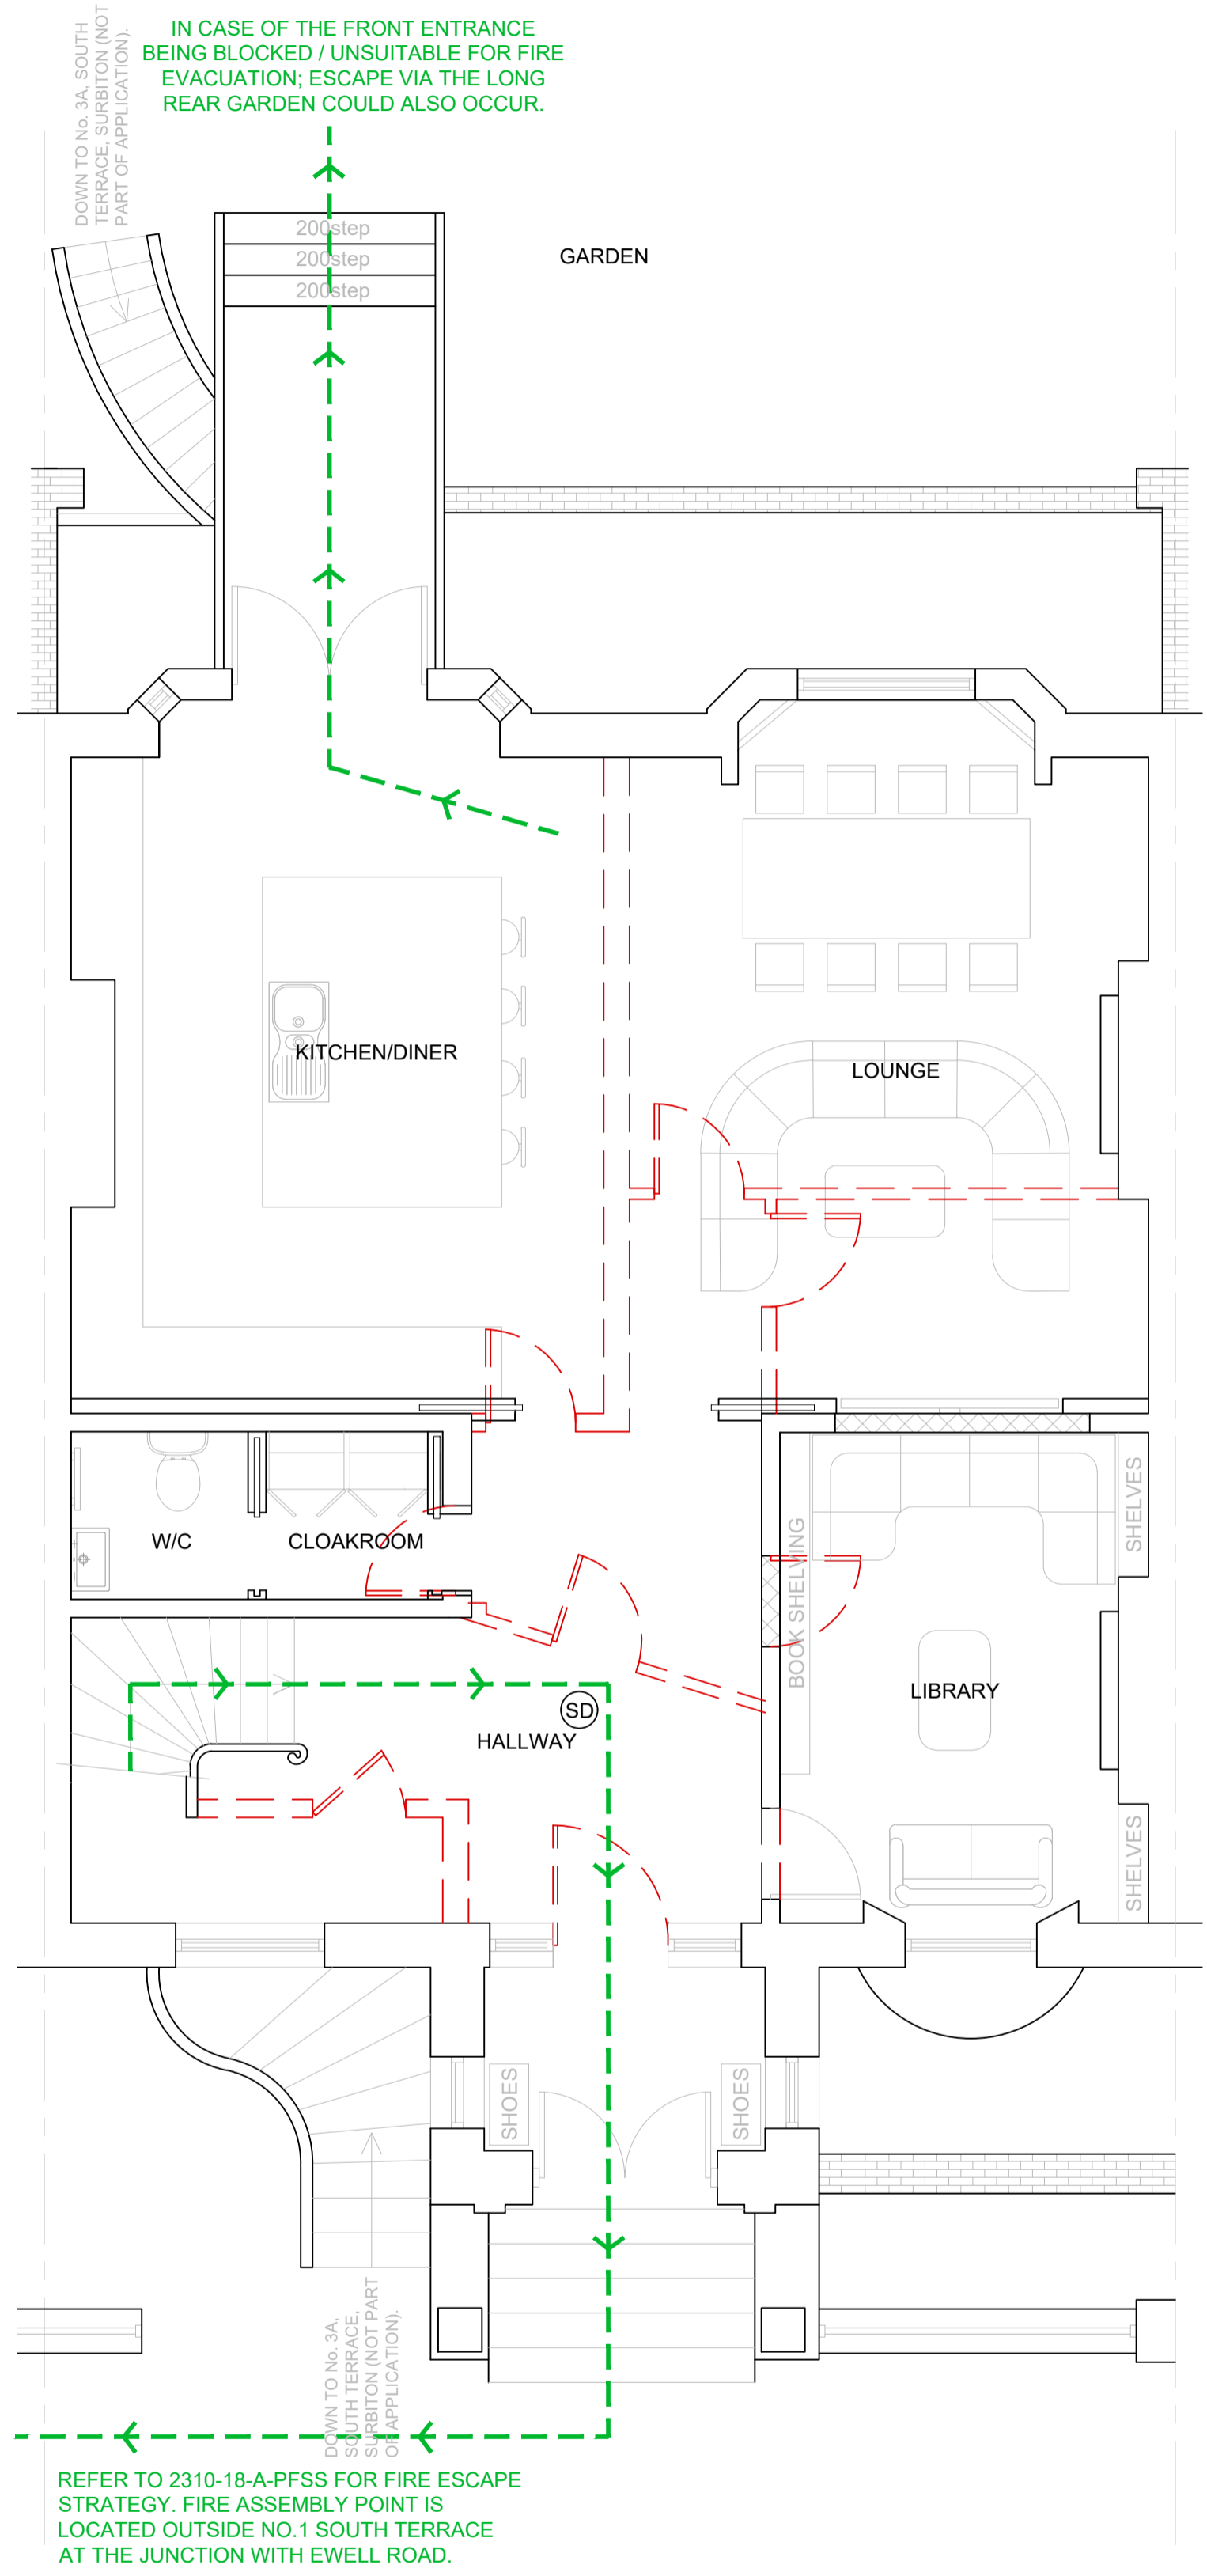 DOWN TO No. 3A, SOUTH
TERRACE, SURBITON (NOT
PART OF APPLICATION).
IN CASE OF THE FRONT ENTRANCE
BEING BLOCKED / UNSUITABLE FOR FIRE
EVACUATION; ESCAPE VIA THE LONG
REAR GARDEN COULD ALSO OCCUR.
200step
200step
200step
GARDEN
KITCHEN/DINER
LOUNGE
W/C
CLOAKROOM
BOOK SHELVING
SHELVES
LIBRARY
SD
HALLWAY
SHELVES
SHOES
SHOES
DOWN TO No. 3A,
SOUTH TERRACE,
SURBITON (NOT PART
OF APPLICATION).
REFER TO 2310-18-A-PFSS FOR FIRE ESCAPE
STRATEGY. FIRE ASSEMBLY POINT IS
LOCATED OUTSIDE NO.1 SOUTH TERRACE
AT THE JUNCTION WITH EWELL ROAD.